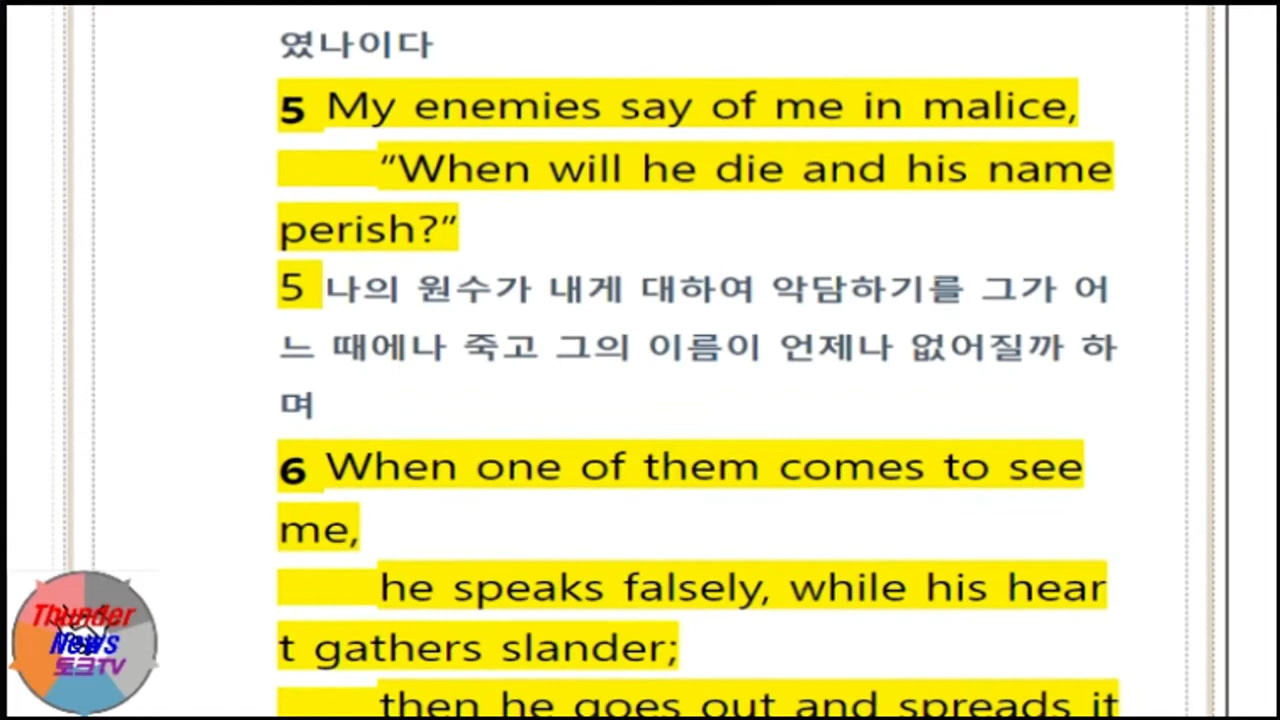 였나이다
5 My enemies say of me in malice,
“When will he die and his name
perish?”
5 나의 원수가 내게 대하여 악담하기를 그가 어
느 때에나 죽고 그의 이름이 언제나 없어질까 하
며
6 When one of them comes to see
me,
he speaks falsely, while his hear
t gathers slander;
then he goes out and spreads it
Thunder
News
토크TV